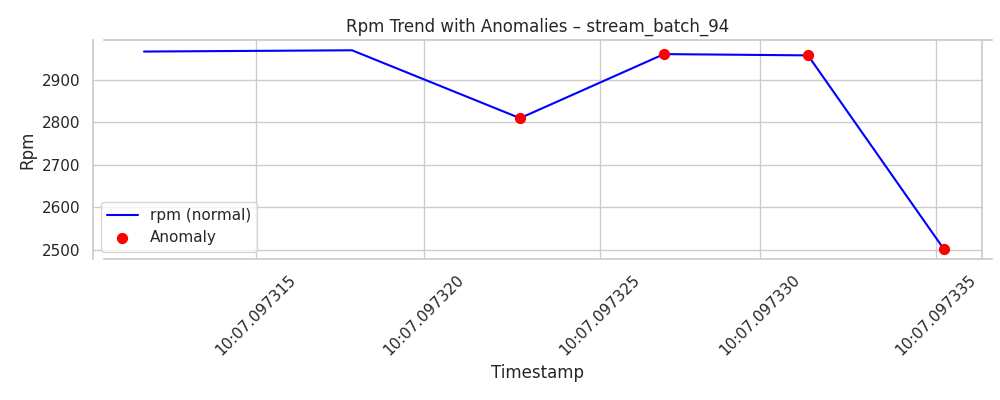 Rpm Trend with Anomalies – stream_batch_94
Rpm
2900
2800
2700
2600
2500
rpm (normal)
Anomaly
10:07.097315
10:07.097320
10:07.097325
10:07.097330
10:07.097335
Timestamp